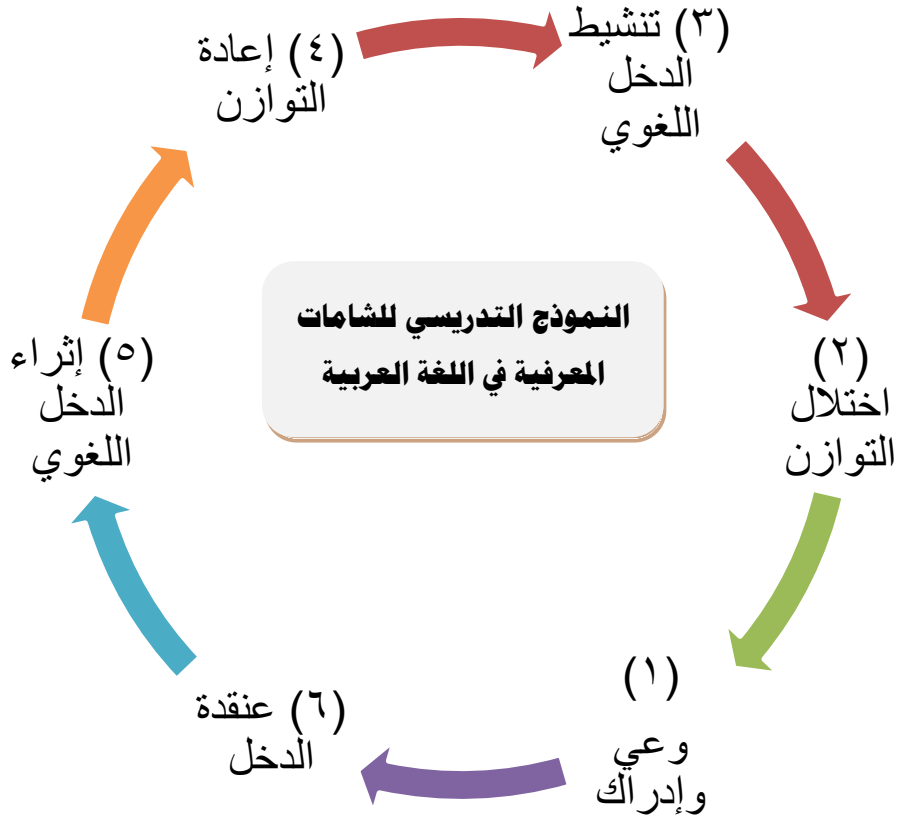 (٣) تنشيط
الدخل
اللغوي
(٤) إعادة
التوازن
النموذج التدريسي للشامات
المعرفية في اللغة العربية
(٢)
اختلال
التوازن
(٥) إثراء
الدخل
اللغوي
(١)
وعي
وإدراك
(٦) عنقدة
الدخل